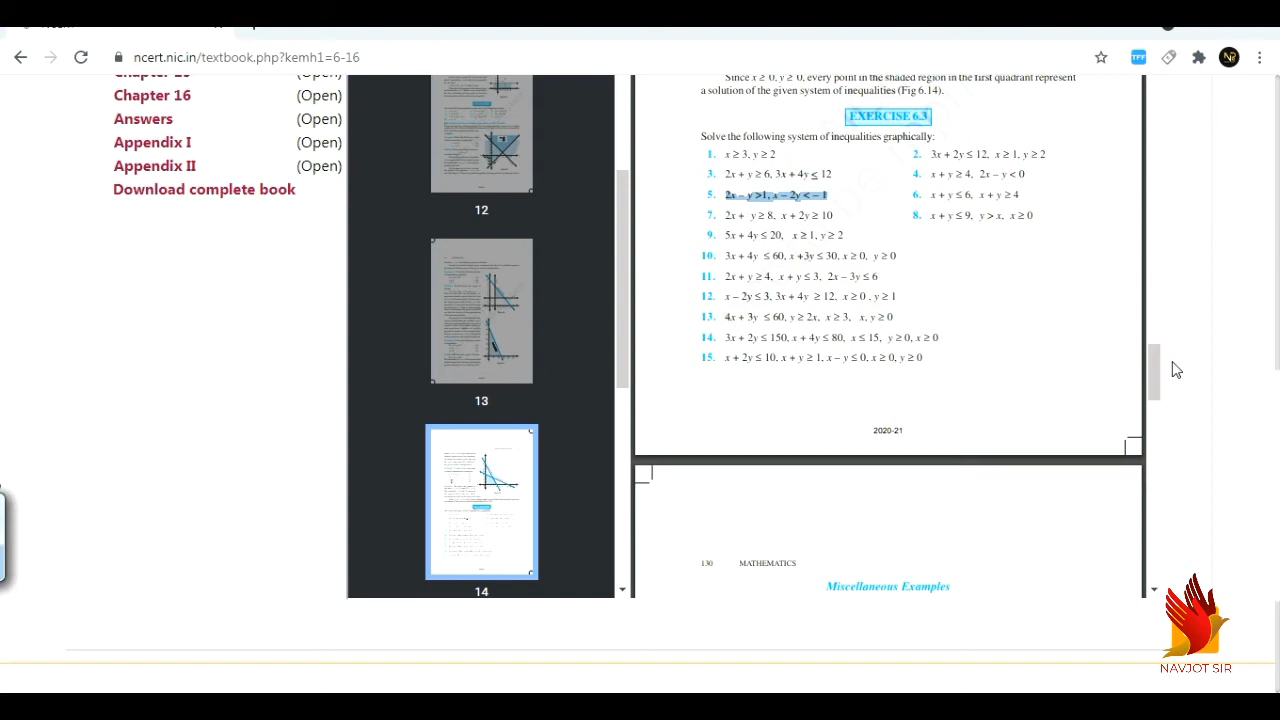 ncert.nic.in/textbook.php?kemh1=6-16
TFF
(Open)
Chapter 16 (Open)
Answers (Open)
Appendix I (Open)
Appendix II (Open)
Download complete book
12
13
14
Since x ≥ 0, y ≥ 0, every point in the shaded region in the first quadrant represent
a solution of the given system of inequalities (Fig 6.14).
EXERCISE 6.3
Solve the following system of inequalities graphically:
1. x ≥ 3, y ≥ 2 2. 3x + 2y ≤ 12, x ≥ 1, y ≥ 2
3. 2x + y ≥ 6, 3x + 4y ≤ 12 4. x + y ≥ 4, 2x – y < 0
5. 2x – y >1, x – 2y < – 1 6. x + y ≤ 6, x + y ≥ 4
7. 2x + y ≥ 8, x + 2y ≥ 10 8. x + y ≤ 9, y > x, x ≥ 0
9. 5x + 4y ≤ 20, x ≥ 1, y ≥ 2
10. 3x + 4y ≤ 60, x +3y ≤ 30, x ≥ 0, y ≥ 0
11. 2x + y ≥ 4, x + y ≤ 3, 2x – 3y ≤ 6
12. x – 2y ≤ 3, 3x + 4y ≥ 12, x ≥ 0 , y ≥ 1
13. 4x + 3y ≤ 60, y ≥ 2x, x ≥ 3, x, y ≥ 0
14. 3x + 2y ≤ 150, x + 4y ≤ 80, x ≤ 15, y ≥ 0, x ≥ 0
15. x + 2y ≤ 10, x + y ≥ 1, x – y ≤ 0, x ≥ 0, y ≥ 0
2020-21
130 MATHEMATICS
Miscellaneous Examples
NAVJOT SIR